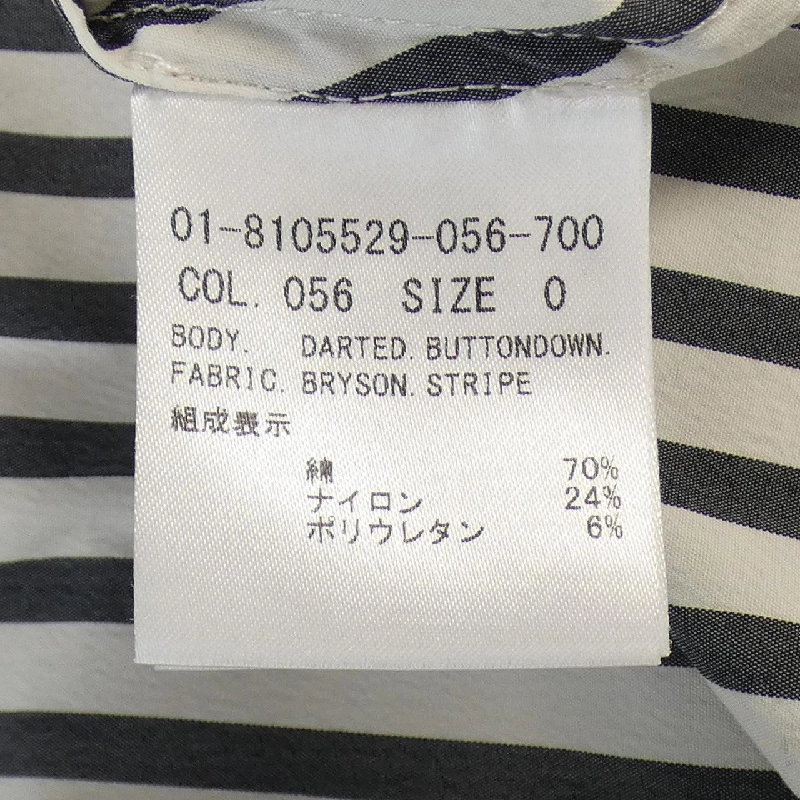 01-8105529-056-700
COL. 056 SIZE 0
BODY. DARTED. BUTTONDOWN.
FABRIC. BRYSON. STRIPE
組成表示
綿 70%
ナイロン 24%
ポリウレタン 6%